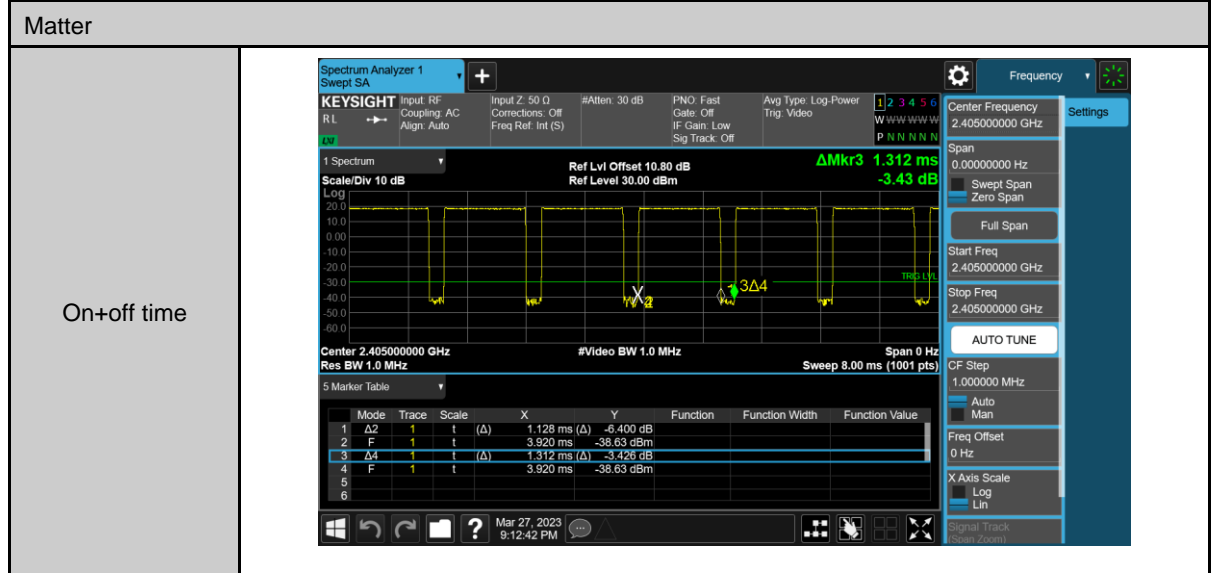 Matter
On+off time
Spectrum Analyzer 1
Swept SA
Frequency
KEYSIGHT
RL
LXI
Input: RF
Coupling: AC
Align: Auto
Input Z: 50 Ω
Corrections: Off
Freq Ref: Int (S)
#Atten: 30 dB
PNO: Fast
Gate: Off
IF Gain: Low
Sig Track: Off
Avg Type: Log-Power
Trig: Video
1 2 3 4 5 6
W W W W W W
P N N N N N
1 Spectrum
Scale/Div 10 dB
Ref Lvl Offset 10.80 dB
Ref Level 30.00 dBm
ΔMkr3 1.312 ms
-3.43 dB
Log
20.0
10.0
0.00
-10.0
-20.0
-30.0
-40.0
-50.0
-60.0
TRIG LVL
3Δ4
Center 2.405000000 GHz
Res BW 1.0 MHz
#Video BW 1.0 MHz
Span 0 Hz
Sweep 8.00 ms (1001 pts)
5 Marker Table
Mode Trace Scale X Y Function Function Width Function Value
1 Δ2 1 t (Δ) 1.128 ms (Δ) -6.400 dB
2 F 1 t 3.920 ms -38.63 dBm
3 Δ4 1 t (Δ) 1.312 ms (Δ) -3.426 dB
4 F 1 t 3.920 ms -38.63 dBm
5
6
Mar 27, 2023
9:12:42 PM
Center Frequency
2.405000000 GHz
Span
0.00000000 Hz
Swept Span
Zero Span
Full Span
Start Freq
2.405000000 GHz
Stop Freq
2.405000000 GHz
AUTO TUNE
CF Step
1.000000 MHz
Auto
Man
Freq Offset
0 Hz
X Axis Scale
Log
Lin
Signal Track
(Span Zoom)
Settings